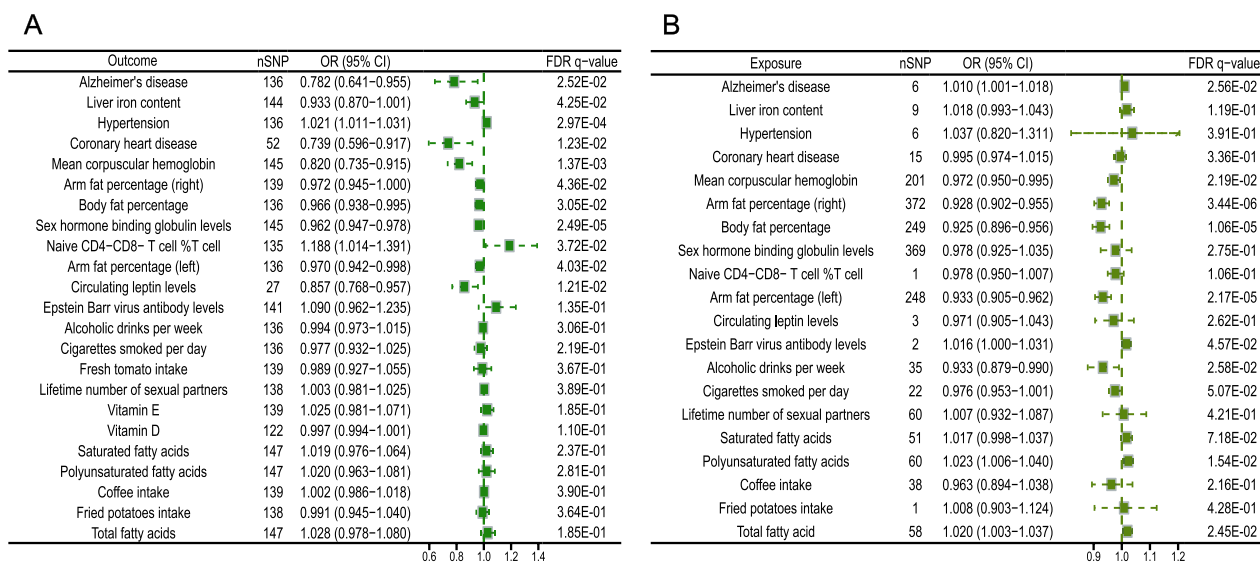 A
Outcome nSNP OR (95% CI) FDR q−value
Alzheimer's disease 136 0.782 (0.641−0.955) 2.52E−02
Liver iron content 144 0.933 (0.870−1.001) 4.25E−02
Hypertension 136 1.021 (1.011−1.031) 2.97E−04
Coronary heart disease 52 0.739 (0.596−0.917) 1.23E−02
Mean corpuscular hemoglobin 145 0.820 (0.735−0.915) 1.37E−03
Arm fat percentage (right) 139 0.972 (0.945−1.000) 4.36E−02
Body fat percentage 136 0.966 (0.938−0.995) 3.05E−02
Sex hormone binding globulin levels 145 0.962 (0.947−0.978) 2.49E−05
Naive CD4−CD8− T cell %T cell 135 1.188 (1.014−1.391) 3.72E−02
Arm fat percentage (left) 136 0.970 (0.942−0.998) 4.03E−02
Circulating leptin levels 27 0.857 (0.768−0.957) 1.21E−02
Epstein Barr virus antibody levels 141 1.090 (0.962−1.235) 1.35E−01
Alcoholic drinks per week 136 0.994 (0.973−1.015) 3.06E−01
Cigarettes smoked per day 136 0.977 (0.932−1.025) 2.19E−01
Fresh tomato intake 139 0.989 (0.927−1.055) 3.67E−01
Lifetime number of sexual partners 138 1.003 (0.981−1.025) 3.89E−01
Vitamin E 139 1.025 (0.981−1.071) 1.85E−01
Vitamin D 122 0.997 (0.994−1.001) 1.10E−01
Saturated fatty acids 147 1.019 (0.976−1.064) 2.37E−01
Polyunsaturated fatty acids 147 1.020 (0.963−1.081) 2.81E−01
Coffee intake 139 1.002 (0.986−1.018) 3.90E−01
Fried potatoes intake 138 0.991 (0.945−1.040) 3.64E−01
Total fatty acids 147 1.028 (0.978−1.080) 1.85E−01
0.6 0.8 1.0 1.2 1.4
B
Exposure nSNP OR (95% CI) FDR q−value
Alzheimer's disease 6 1.010 (1.001−1.018) 2.56E−02
Liver iron content 9 1.018 (0.993−1.043) 1.19E−01
Hypertension 6 1.037 (0.820−1.311) 3.91E−01
Coronary heart disease 15 0.995 (0.974−1.015) 3.36E−01
Mean corpuscular hemoglobin 201 0.972 (0.950−0.995) 2.19E−02
Arm fat percentage (right) 372 0.928 (0.902−0.955) 3.44E−06
Body fat percentage 249 0.925 (0.896−0.956) 1.06E−05
Sex hormone binding globulin levels 369 0.978 (0.925−1.035) 2.75E−01
Naive CD4−CD8− T cell %T cell 1 0.978 (0.950−1.007) 1.06E−01
Arm fat percentage (left) 248 0.933 (0.905−0.962) 2.17E−05
Circulating leptin levels 3 0.971 (0.905−1.043) 2.62E−01
Epstein Barr virus antibody levels 2 1.016 (1.000−1.031) 4.57E−02
Alcoholic drinks per week 35 0.933 (0.879−0.990) 2.58E−02
Cigarettes smoked per day 22 0.976 (0.953−1.001) 5.07E−02
Lifetime number of sexual partners 60 1.007 (0.932−1.087) 4.21E−01
Saturated fatty acids 51 1.017 (0.998−1.037) 7.18E−02
Polyunsaturated fatty acids 60 1.023 (1.006−1.040) 1.54E−02
Coffee intake 38 0.963 (0.894−1.038) 2.16E−01
Fried potatoes intake 1 1.008 (0.903−1.124) 4.28E−01
Total fatty acid 58 1.020 (1.003−1.037) 2.45E−02
0.9 1.0 1.1 1.2